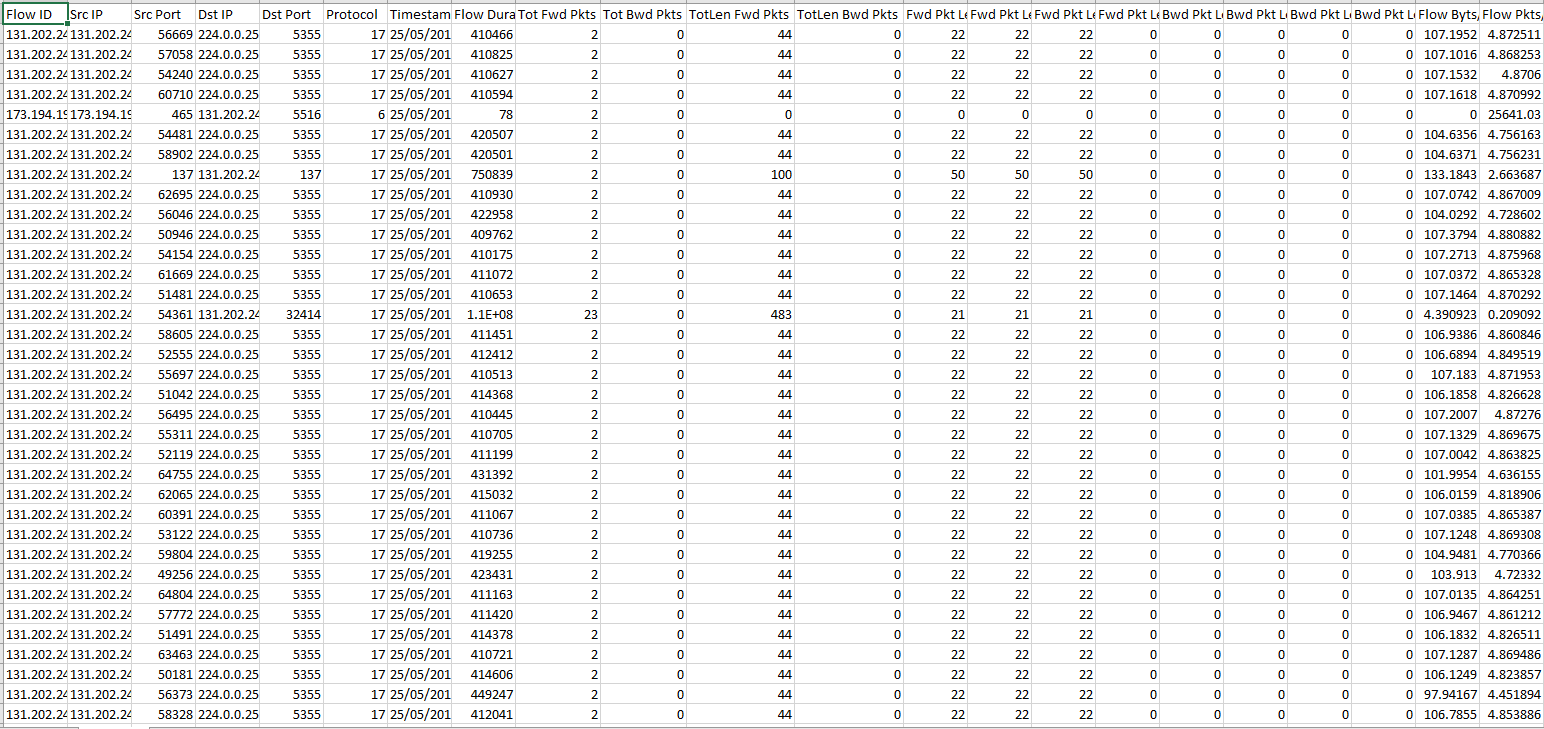 Flow ID Src IP Src Port Dst IP Dst Port Protocol Timestam Flow Dura Tot Fwd Pkts Tot Bwd Pkts TotLen Fwd Pkts TotLen Bwd Pkts Fwd Pkt Le Fwd Pkt Le Fwd Pkt Le Fwd Pkt Le Bwd Pkt Le Bwd Pkt Le Bwd Pkt Le Bwd Pkt Le Flow Byts/ Flow Pkts/
131.202.24 131.202.24 56669 224.0.0.25 5355 17 25/05/201 410466 2 0 44 0 22 22 22 0 0 0 0 0 107.1952 4.872511
131.202.24 131.202.24 57058 224.0.0.25 5355 17 25/05/201 410825 2 0 44 0 22 22 22 0 0 0 0 0 107.1016 4.868253
131.202.24 131.202.24 54240 224.0.0.25 5355 17 25/05/201 410627 2 0 44 0 22 22 22 0 0 0 0 0 107.1532 4.8706
131.202.24 131.202.24 60710 224.0.0.25 5355 17 25/05/201 410594 2 0 44 0 22 22 22 0 0 0 0 0 107.1618 4.870992
173.194.19 173.194.19 465 131.202.24 5516 6 25/05/201 78 2 0 0 0 0 0 0 0 0 0 0 0 0 25641.03
131.202.24 131.202.24 54481 224.0.0.25 5355 17 25/05/201 420507 2 0 44 0 22 22 22 0 0 0 0 0 104.6356 4.756163
131.202.24 131.202.24 58902 224.0.0.25 5355 17 25/05/201 420501 2 0 44 0 22 22 22 0 0 0 0 0 104.6371 4.756231
131.202.24 131.202.24 137 131.202.24 137 17 25/05/201 750839 2 0 100 0 50 50 50 0 0 0 0 0 133.1843 2.663687
131.202.24 131.202.24 62695 224.0.0.25 5355 17 25/05/201 410930 2 0 44 0 22 22 22 0 0 0 0 0 107.0742 4.867009
131.202.24 131.202.24 56046 224.0.0.25 5355 17 25/05/201 422958 2 0 44 0 22 22 22 0 0 0 0 0 104.0292 4.728602
131.202.24 131.202.24 50946 224.0.0.25 5355 17 25/05/201 409762 2 0 44 0 22 22 22 0 0 0 0 0 107.3794 4.880882
131.202.24 131.202.24 54154 224.0.0.25 5355 17 25/05/201 410175 2 0 44 0 22 22 22 0 0 0 0 0 107.2713 4.875968
131.202.24 131.202.24 61669 224.0.0.25 5355 17 25/05/201 411072 2 0 44 0 22 22 22 0 0 0 0 0 107.0372 4.865328
131.202.24 131.202.24 51481 224.0.0.25 5355 17 25/05/201 410653 2 0 44 0 22 22 22 0 0 0 0 0 107.1464 4.870292
131.202.24 131.202.24 54361 131.202.24 32414 17 25/05/201 1.1E+08 23 0 483 0 21 21 21 0 0 0 0 0 4.390923 0.209092
131.202.24 131.202.24 58605 224.0.0.25 5355 17 25/05/201 411451 2 0 44 0 22 22 22 0 0 0 0 0 106.9386 4.860846
131.202.24 131.202.24 52555 224.0.0.25 5355 17 25/05/201 412412 2 0 44 0 22 22 22 0 0 0 0 0 106.6894 4.849519
131.202.24 131.202.24 55697 224.0.0.25 5355 17 25/05/201 410513 2 0 44 0 22 22 22 0 0 0 0 0 107.183 4.871953
131.202.24 131.202.24 51042 224.0.0.25 5355 17 25/05/201 414368 2 0 44 0 22 22 22 0 0 0 0 0 106.1858 4.826628
131.202.24 131.202.24 56495 224.0.0.25 5355 17 25/05/201 410445 2 0 44 0 22 22 22 0 0 0 0 0 107.2007 4.87276
131.202.24 131.202.24 55311 224.0.0.25 5355 17 25/05/201 410705 2 0 44 0 22 22 22 0 0 0 0 0 107.1329 4.869675
131.202.24 131.202.24 52119 224.0.0.25 5355 17 25/05/201 411199 2 0 44 0 22 22 22 0 0 0 0 0 107.0042 4.863825
131.202.24 131.202.24 64755 224.0.0.25 5355 17 25/05/201 431392 2 0 44 0 22 22 22 0 0 0 0 0 101.9954 4.636155
131.202.24 131.202.24 62065 224.0.0.25 5355 17 25/05/201 415032 2 0 44 0 22 22 22 0 0 0 0 0 106.0159 4.818906
131.202.24 131.202.24 60391 224.0.0.25 5355 17 25/05/201 411067 2 0 44 0 22 22 22 0 0 0 0 0 107.0385 4.865387
131.202.24 131.202.24 53122 224.0.0.25 5355 17 25/05/201 410736 2 0 44 0 22 22 22 0 0 0 0 0 107.1248 4.869308
131.202.24 131.202.24 59804 224.0.0.25 5355 17 25/05/201 419255 2 0 44 0 22 22 22 0 0 0 0 0 104.9481 4.770366
131.202.24 131.202.24 49256 224.0.0.25 5355 17 25/05/201 423431 2 0 44 0 22 22 22 0 0 0 0 0 103.913 4.72332
131.202.24 131.202.24 64804 224.0.0.25 5355 17 25/05/201 411163 2 0 44 0 22 22 22 0 0 0 0 0 107.0135 4.864251
131.202.24 131.202.24 57772 224.0.0.25 5355 17 25/05/201 411420 2 0 44 0 22 22 22 0 0 0 0 0 106.9467 4.861212
131.202.24 131.202.24 51491 224.0.0.25 5355 17 25/05/201 414378 2 0 44 0 22 22 22 0 0 0 0 0 106.1832 4.826511
131.202.24 131.202.24 63463 224.0.0.25 5355 17 25/05/201 410721 2 0 44 0 22 22 22 0 0 0 0 0 107.1287 4.869486
131.202.24 131.202.24 50181 224.0.0.25 5355 17 25/05/201 414606 2 0 44 0 22 22 22 0 0 0 0 0 106.1249 4.823857
131.202.24 131.202.24 56373 224.0.0.25 5355 17 25/05/201 449247 2 0 44 0 22 22 22 0 0 0 0 0 97.94167 4.451894
131.202.24 131.202.24 58328 224.0.0.25 5355 17 25/05/201 412041 2 0 44 0 22 22 22 0 0 0 0 0 106.7855 4.853886